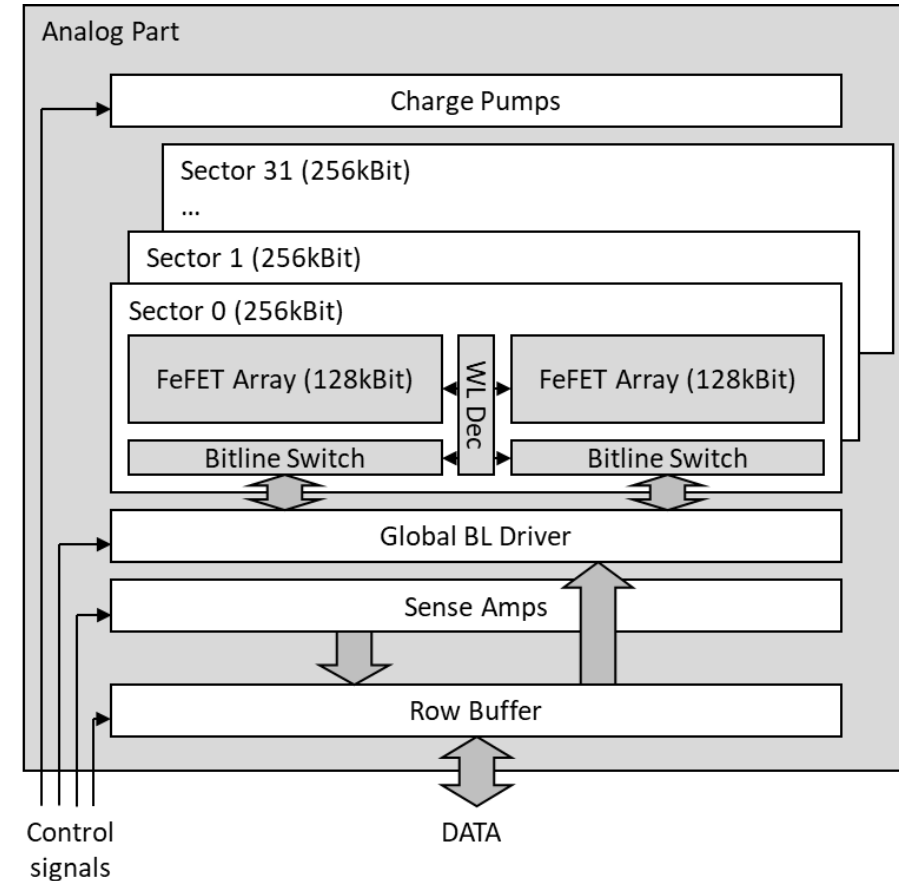 Analog Part
Charge Pumps
Sector 31 (256kBit)
...
Sector 1 (256kBit)
Sector 0 (256kBit)
FeFET Array (128kBit)
WL Dec
FeFET Array (128kBit)
Bitline Switch
Bitline Switch
Global BL Driver
Sense Amps
Row Buffer
Control
signals
DATA